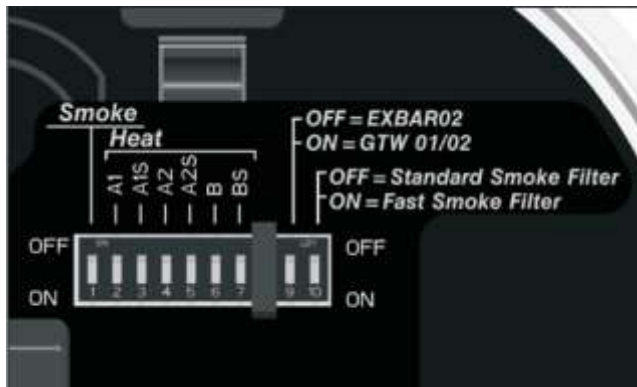 Smoke
Heat
A1
A1S
A2
A2S
B
BS
OFF = EXBAR02
ON = GTW 01/02
OFF = Standard Smoke Filter
ON = Fast Smoke Filter
OFF
OFF
ON
ON
1 2 3 4 5 6 7 9 10